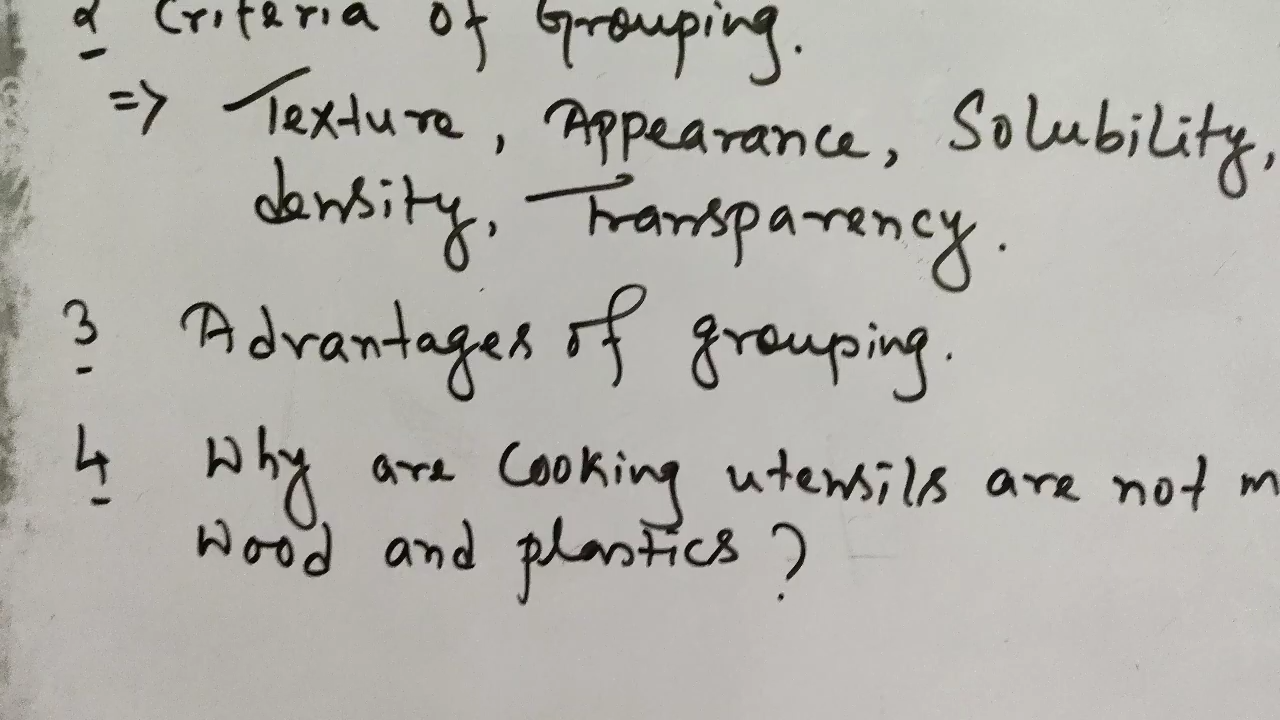 2 Criteria of Grouping.
=> Texture, Appearance, Solubility,
density, Transparency.
3 Advantages of grouping.
4 Why are cooking utensils are not m
wood and plastics?